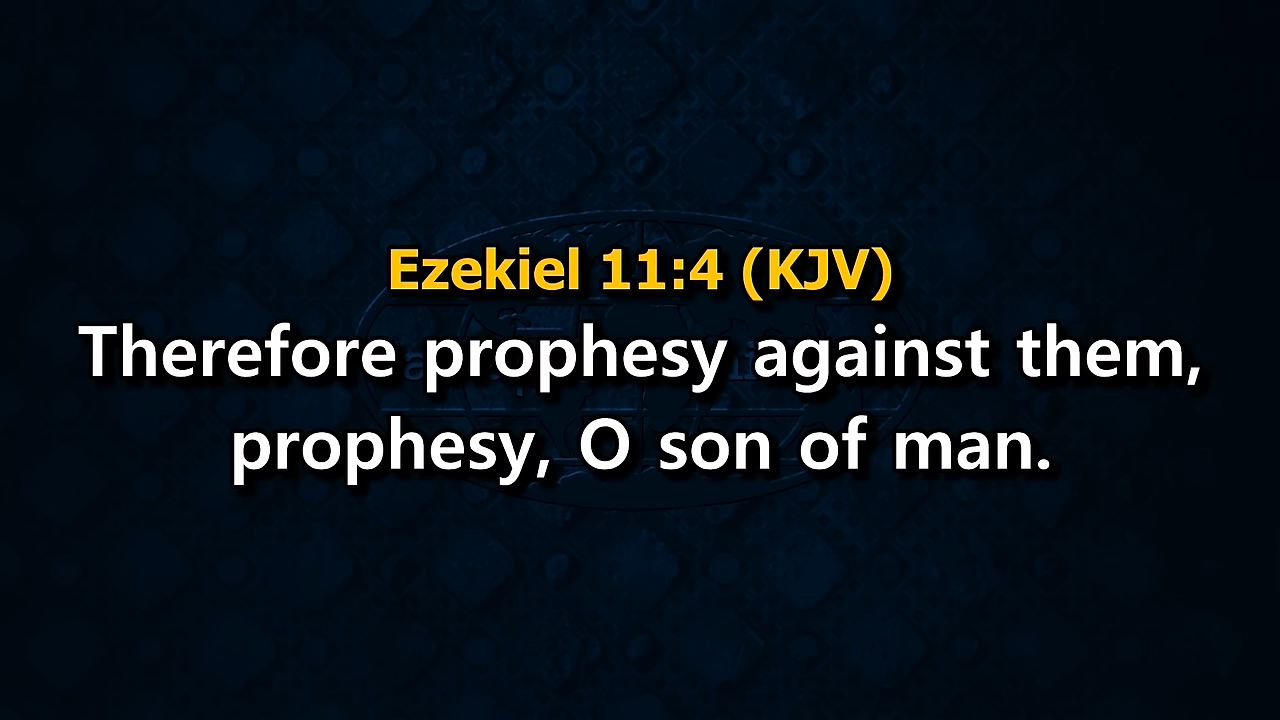 Ezekiel 11:4 (KJV)
Therefore prophesy against them,
prophesy, O son of man.